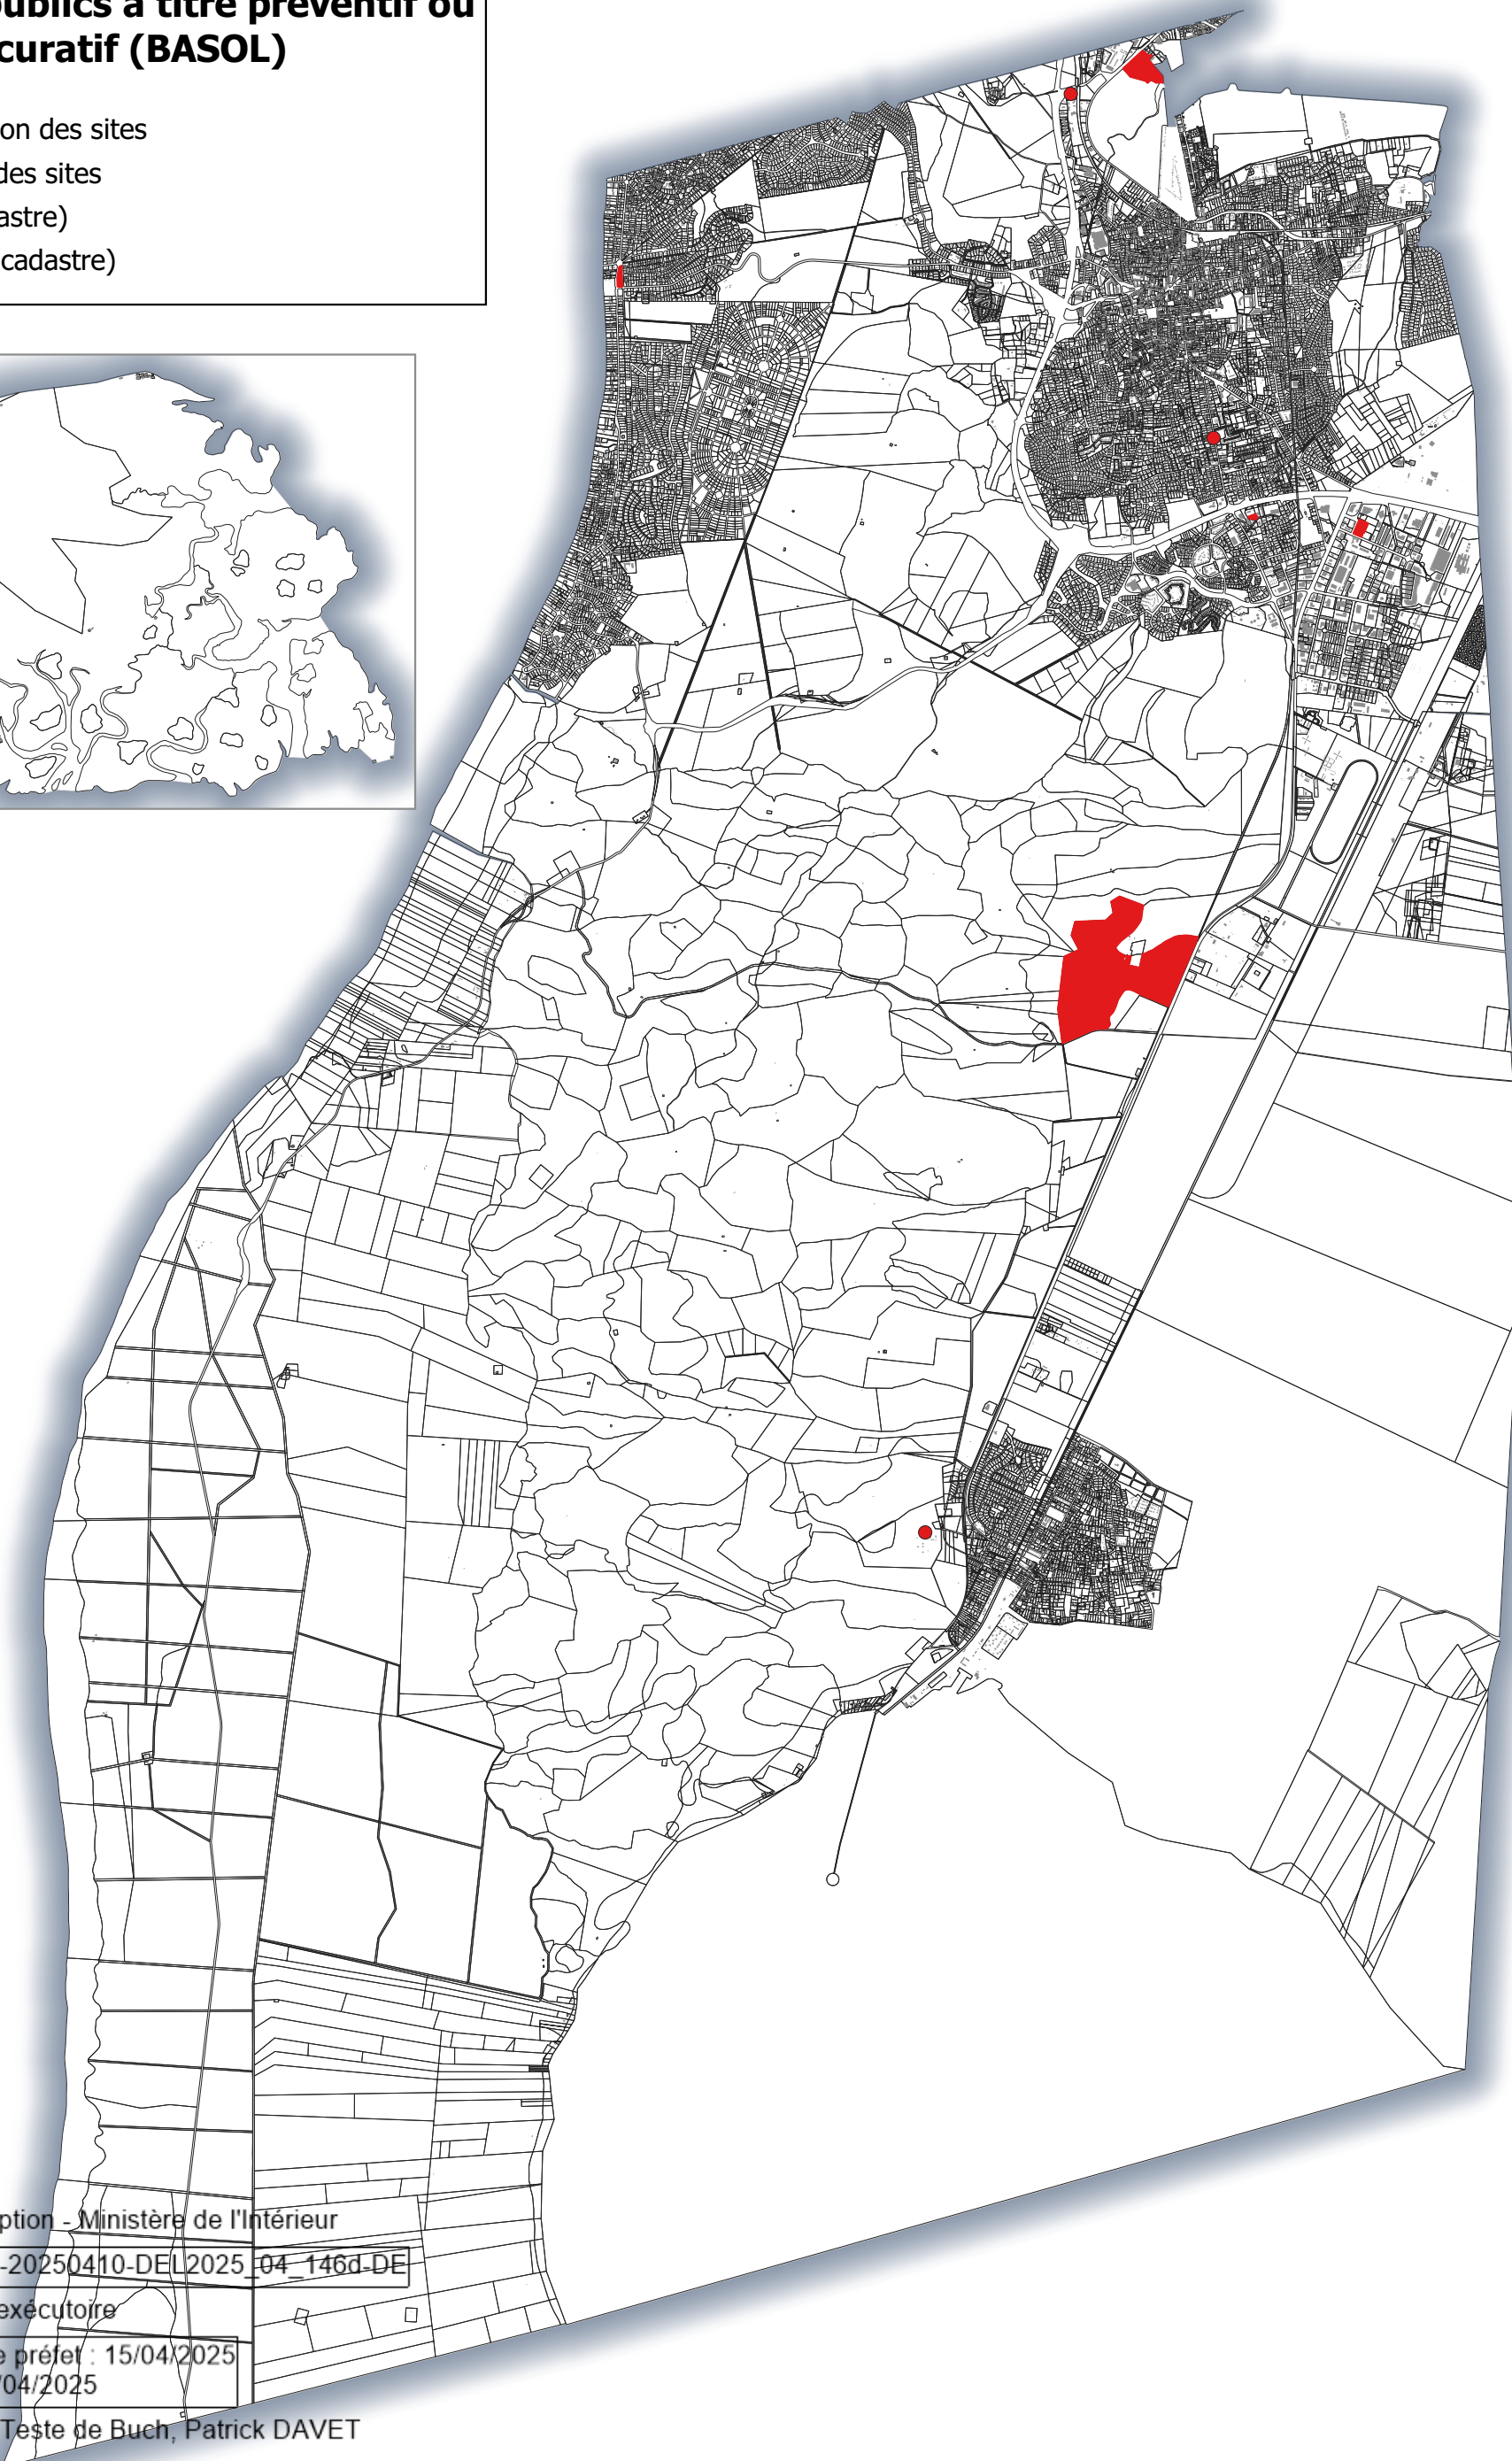 publics à titre préventif ou
curatif (BASOL)
on des sites
des sites
astre)
cadastre)
ption - Ministère de l'Intérieur
-20250410-DEL2025_04_146d-DE
exécutoire
e préfet : 15/04/2025
/04/2025
Teste de Buch, Patrick DAVET